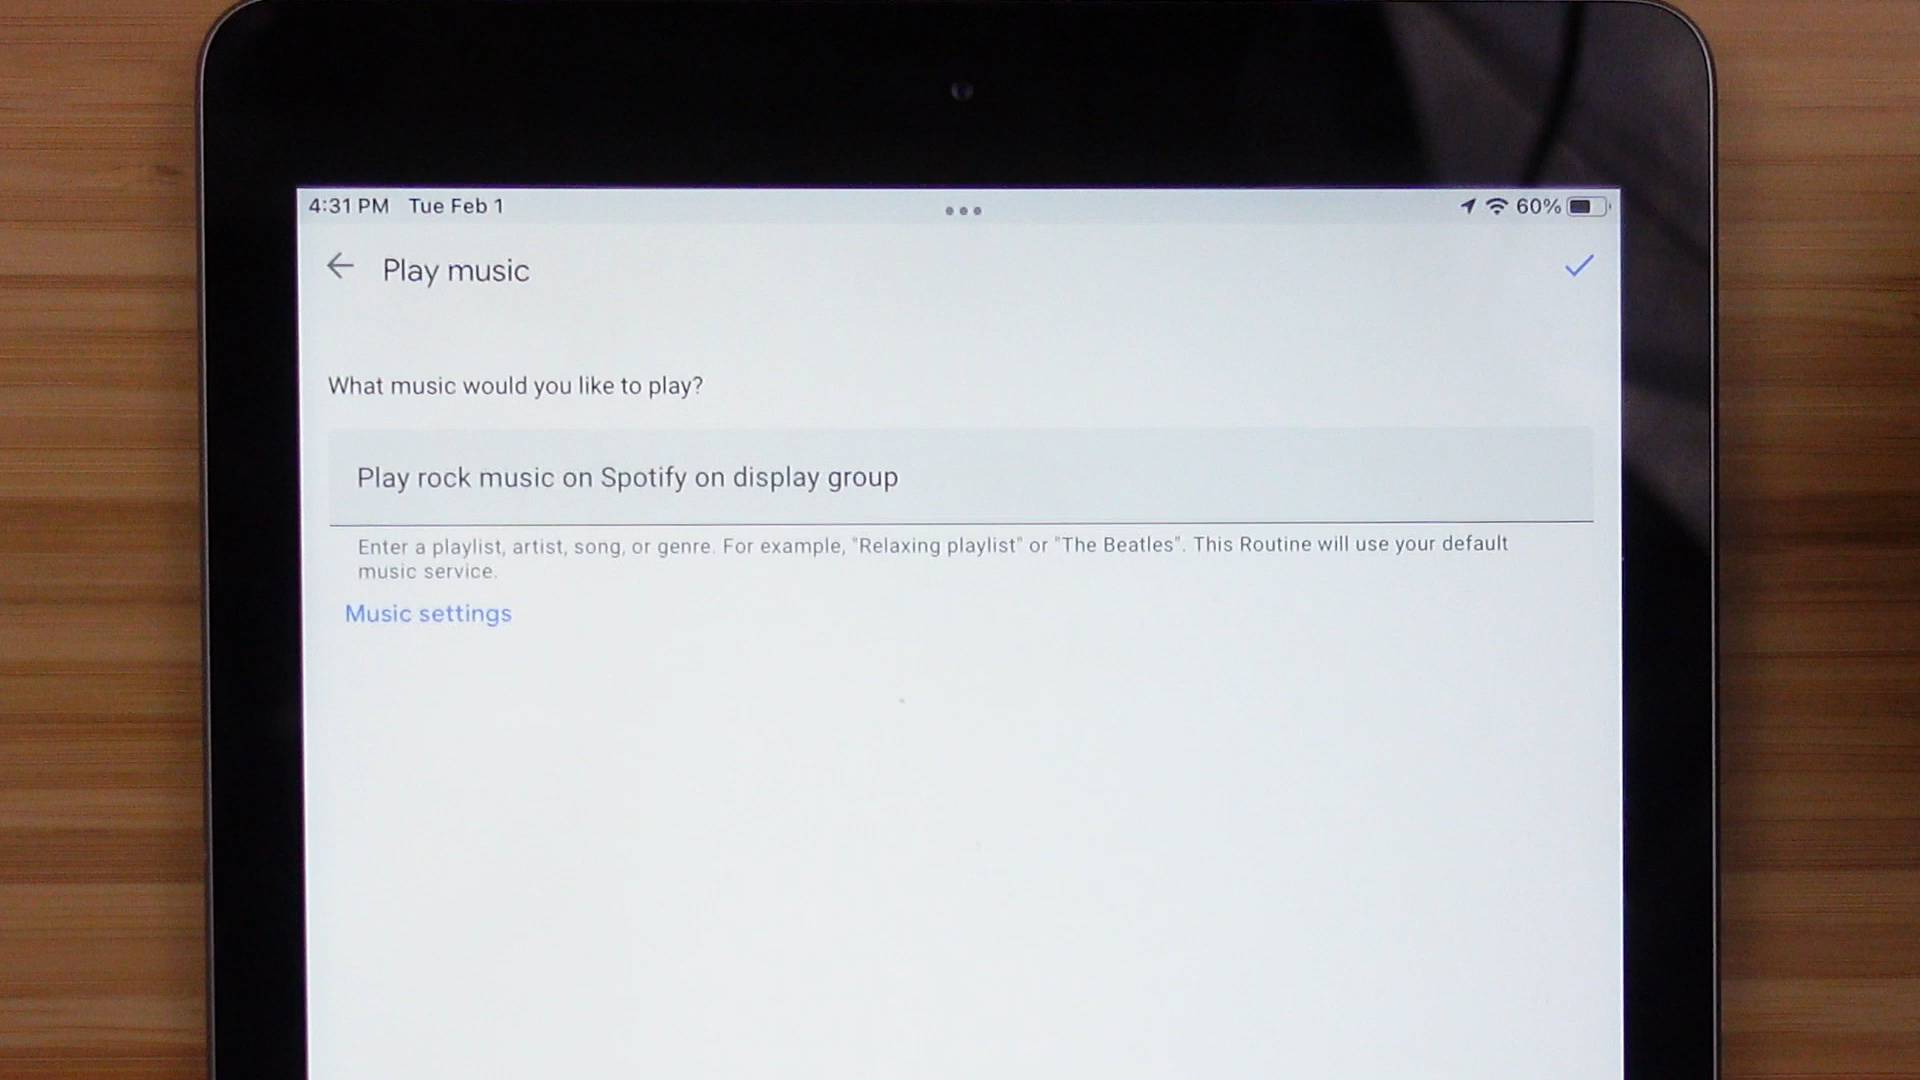 4:31 PM Tue Feb 1
60%
Play music
What music would you like to play?
Play rock music on Spotify on display group
Enter a playlist, artist, song, or genre. For example, "Relaxing playlist" or "The Beatles". This Routine will use your default
music service.
Music settings